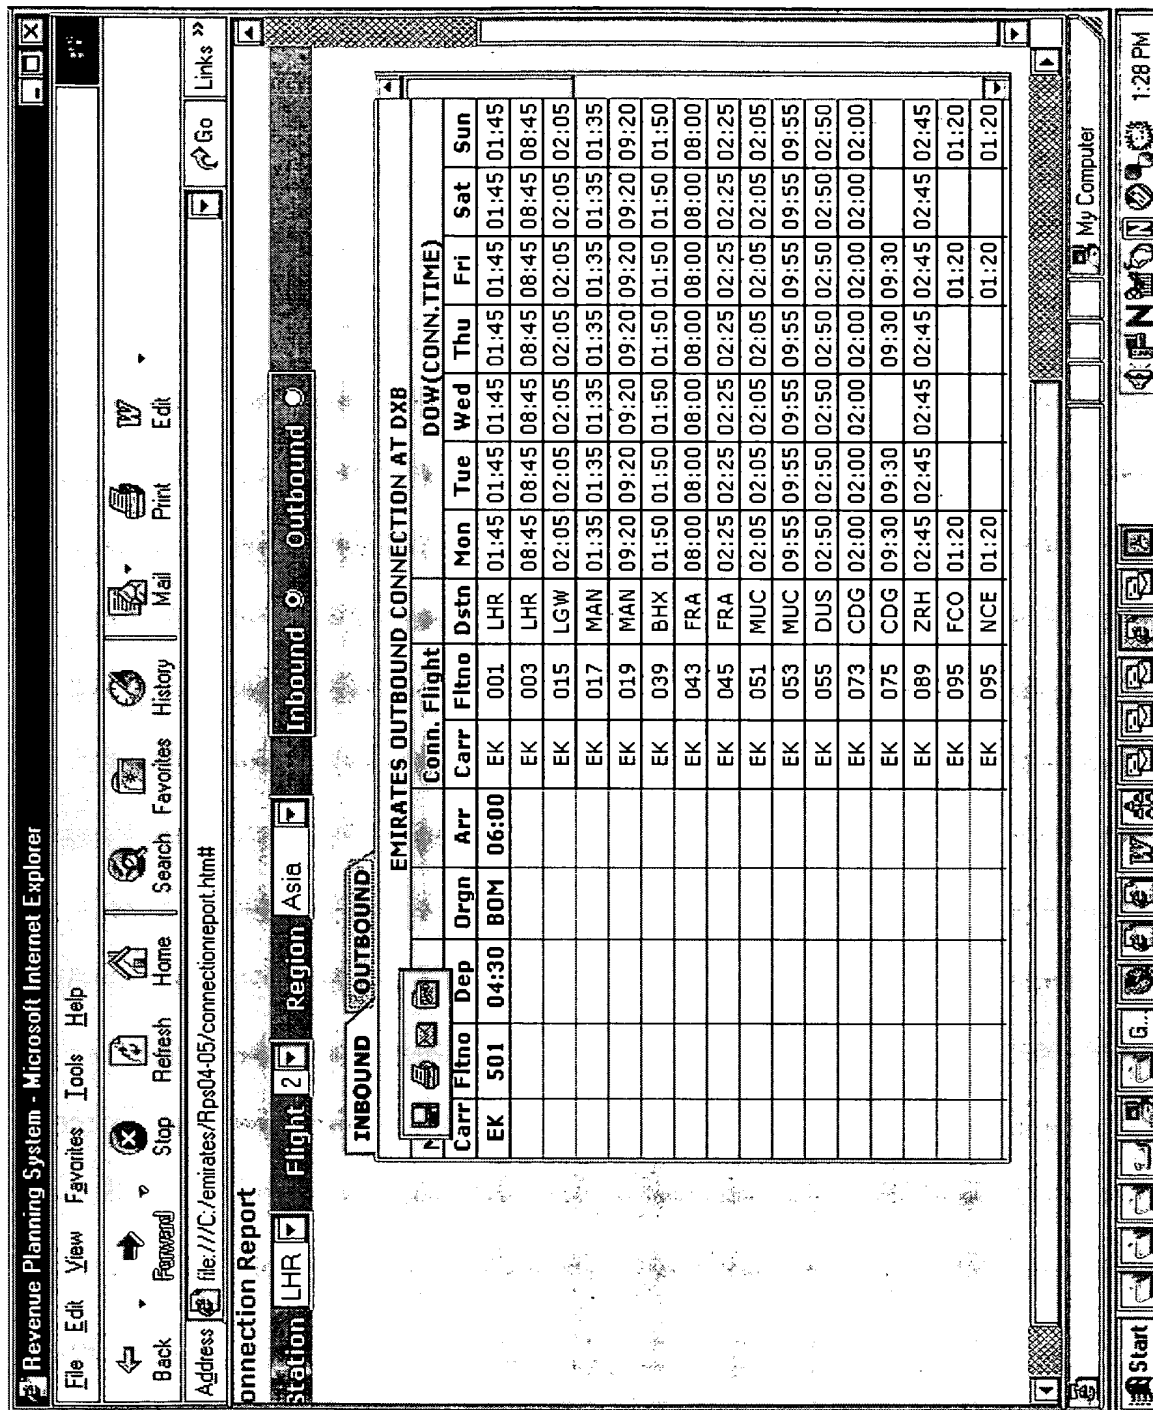 Revenue Planning System - Microsoft Internet Explorer
File Edit View Favorites Tools Help
Back Forward Stop Refresh Home Search Favorites History Mail Print Edit
Address file:///C:/emirates/Rps04-05/connectionreport.htm# Go Links »
onnection Report
Station LHR Flight 2 Region Asia Inbound Outbound
INBOUND OUTBOUND
EMIRATES OUTBOUND CONNECTION AT DXB
Conn. Flight DOW(CONN.TIME)
Carr Fltno Dep Orgn Arr Carr Fltno Dstn Mon Tue Wed Thu Fri Sat Sun
EK 501 04:30 BOM 06:00 EK 001 LHR 01:45 01:45 01:45 01:45 01:45 01:45 01:45
EK 003 LHR 08:45 08:45 08:45 08:45 08:45 08:45 08:45
EK 015 LGW 02:05 02:05 02:05 02:05 02:05 02:05 02:05
EK 017 MAN 01:35 01:35 01:35 01:35 01:35 01:35 01:35
EK 019 MAN 09:20 09:20 09:20 09:20 09:20 09:20 09:20
EK 039 BHX 01:50 01:50 01:50 01:50 01:50 01:50 01:50
EK 043 FRA 08:00 08:00 08:00 08:00 08:00 08:00 08:00
EK 045 FRA 02:25 02:25 02:25 02:25 02:25 02:25 02:25
EK 051 MUC 02:05 02:05 02:05 02:05 02:05 02:05 02:05
EK 053 MUC 09:55 09:55 09:55 09:55 09:55 09:55 09:55
EK 055 DUS 02:50 02:50 02:50 02:50 02:50 02:50 02:50
EK 073 CDG 02:00 02:00 02:00 02:00 02:00 02:00 02:00
EK 075 CDG 09:30 09:30 09:30 09:30
EK 089 ZRH 02:45 02:45 02:45 02:45 02:45 02:45 02:45
EK 095 FCO 01:20 01:20 01:20
EK 095 NCE 01:20 01:20 01:20
My Computer
Start G... 1:28 PM